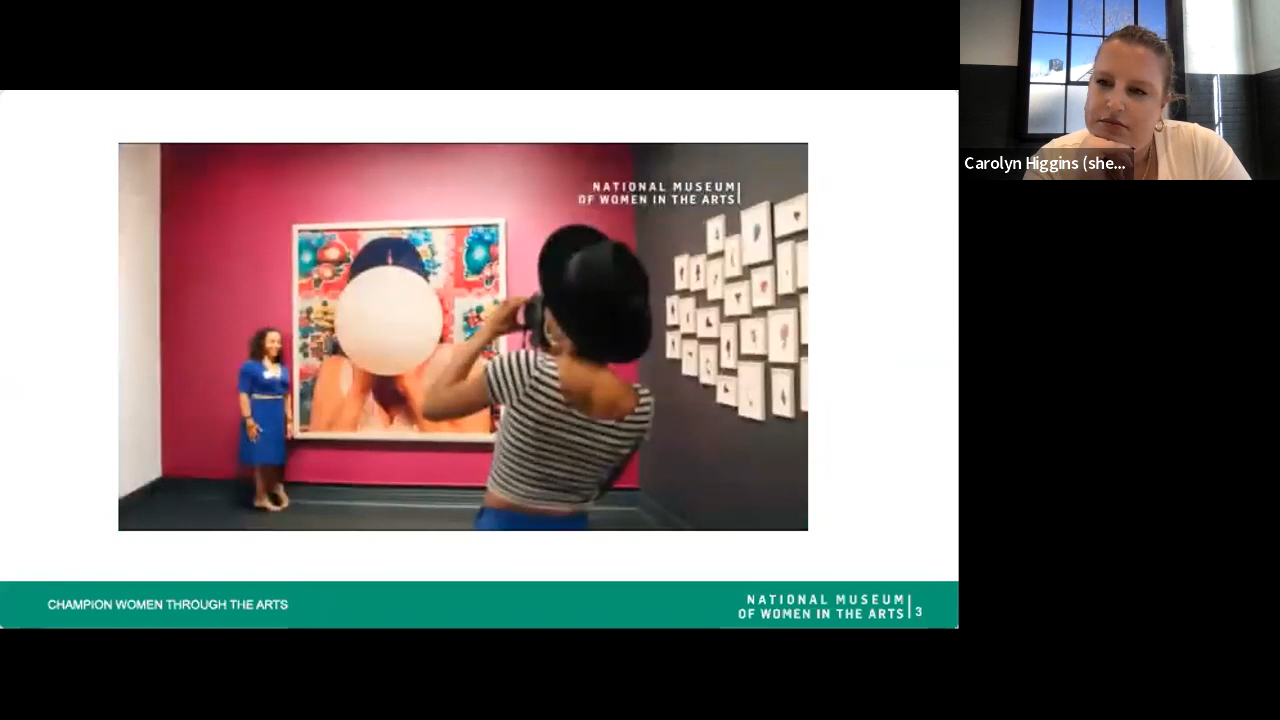 NATIONAL MUSEUM
OF WOMEN IN THE ARTS
Carolyn Higgins (she...
CHAMPION WOMEN THROUGH THE ARTS
NATIONAL MUSEUM
OF WOMEN IN THE ARTS
3